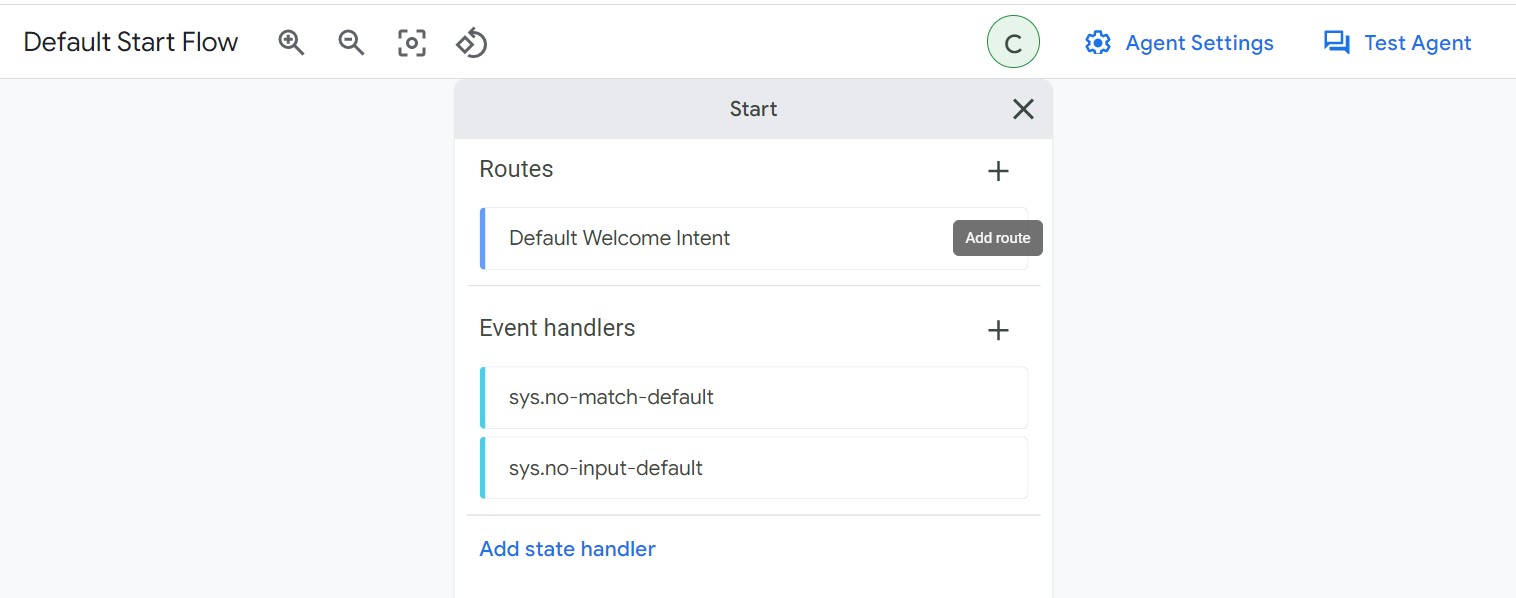 Default Start Flow
C
Agent Settings
Test Agent
Start
Routes
Default Welcome Intent
Add route
Event handlers
sys.no-match-default
sys.no-input-default
Add state handler